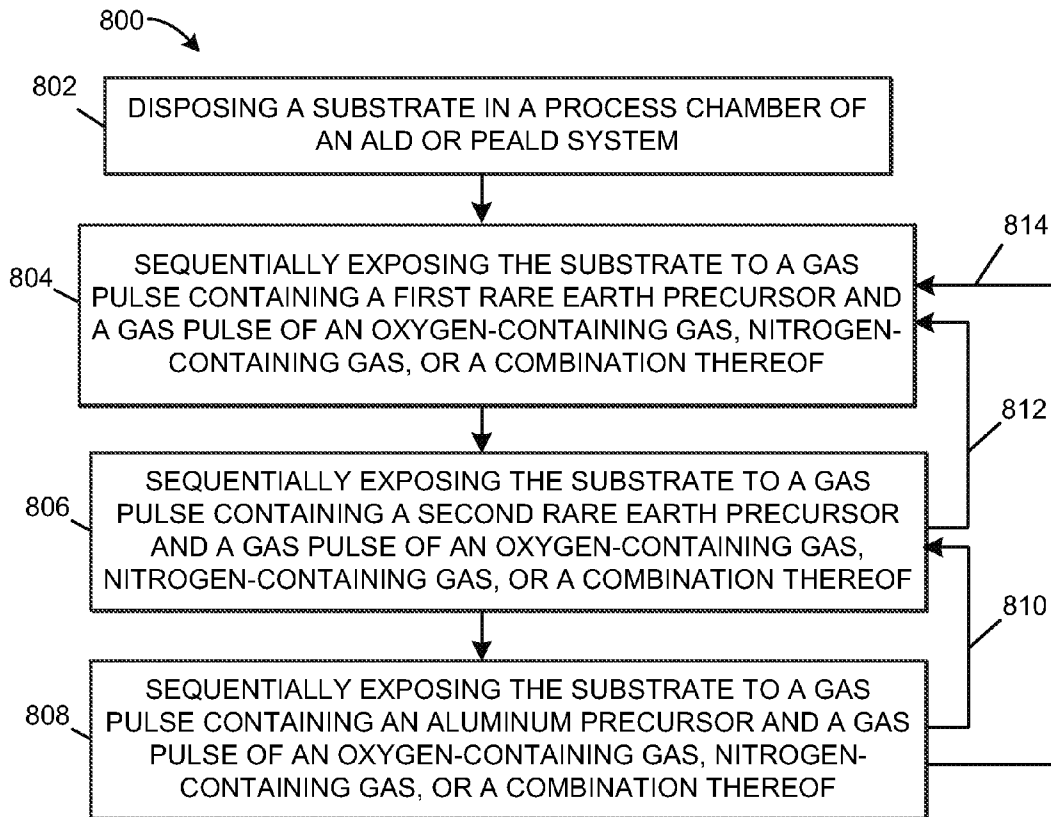 800
802
DISPOSING A SUBSTRATE IN A PROCESS CHAMBER OF
AN ALD OR PEALD SYSTEM
814
804
SEQUENTIALLY EXPOSING THE SUBSTRATE TO A GAS
PULSE CONTAINING A FIRST RARE EARTH PRECURSOR AND
A GAS PULSE OF AN OXYGEN-CONTAINING GAS, NITROGEN-
CONTAINING GAS, OR A COMBINATION THEREOF
812
806
SEQUENTIALLY EXPOSING THE SUBSTRATE TO A GAS
PULSE CONTAINING A SECOND RARE EARTH PRECURSOR
AND A GAS PULSE OF AN OXYGEN-CONTAINING GAS,
NITROGEN-CONTAINING GAS, OR A COMBINATION THEREOF
810
808
SEQUENTIALLY EXPOSING THE SUBSTRATE TO A GAS
PULSE CONTAINING AN ALUMINUM PRECURSOR AND A GAS
PULSE OF AN OXYGEN-CONTAINING GAS, NITROGEN-
CONTAINING GAS, OR A COMBINATION THEREOF